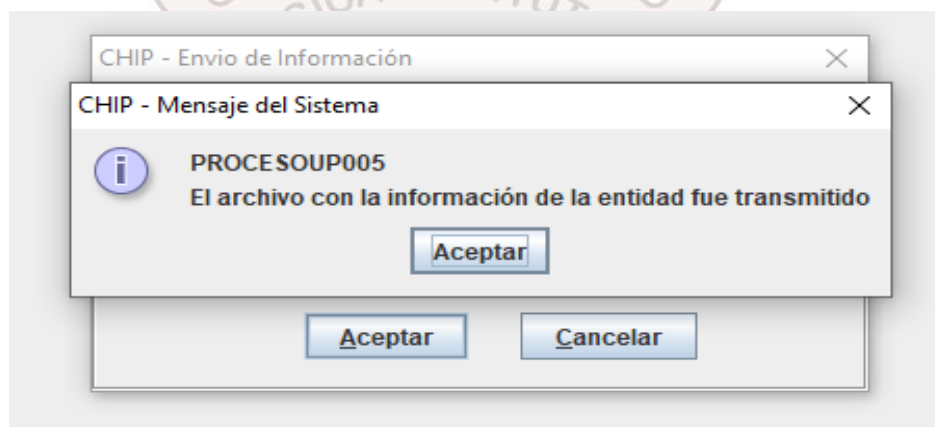 CHIP - Envio de Información
CHIP - Mensaje del Sistema
PROCESOUP005
El archivo con la información de la entidad fue transmitido
Aceptar
Aceptar
Cancelar